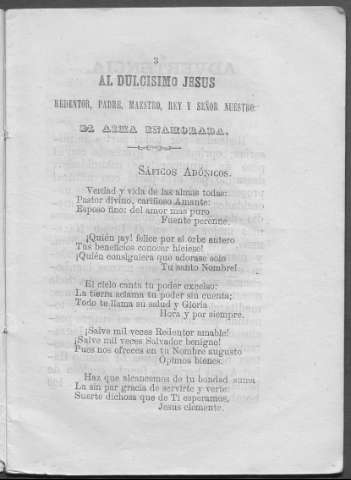 3
AL DULCISIMO JESUS
REDENTOR, PADRE, MAESTRO, REY Y SEÑOR NUESTRO.
EL ALMA ENAMORADA.
SÁFICOS ADÓNICOS.
Verdad y vida de las almas todas:
Pastor divino, cariñoso Amante:
Esposo fino: del amor mas puro
Fuente perenne.
¡Quién ¡ay! felice por el orbe entero
Tus beneficios conocer hiciese!
¡Quién consiguiera que adorase solo
Tu santo Nombre!
El cielo canta tu poder excelso:
La tierra aclama tu poder sin cuenta;
Todo te llama su salud y Gloria
Hora y por siempre.
¡Salve mil veces Redentor amable!
¡Salve mil veces Salvador benigno!
Pues nos ofreces en tu Nombre augusto
Opimos bienes.
Haz que alcancemos de tu bondad suma
La sin par gracia de servirte y verte:
Suerte dichosa que de Ti esperamos,
Jesus clemente.